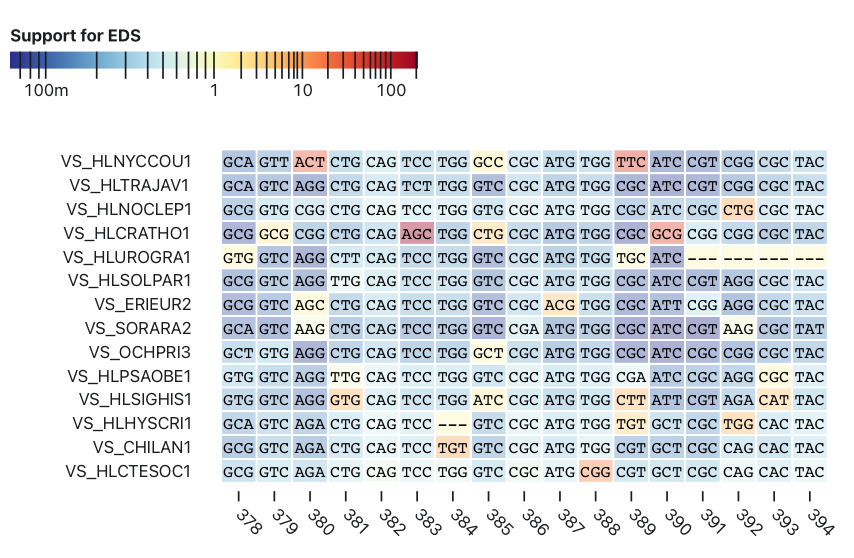 Support for EDS
100m 1 10 100
VS_HLNYCCOU1 GCA GTT ACT CTG CAG TCC TGG GCC CGC ATG TGG TTC ATC CGT CGG CGC TAC
VS_HLTRAJAV1 GCA GTC AGG CTG CAG TCT TGG GTC CGC ATG TGG CGC ATC CGT CGG CGC TAC
VS_HLNOCLEP1 GCG GTG CGG CTG CAG TCC TGG GTG CGC ATG TGG CGC ATC CGC CTG CGC TAC
VS_HLCRATHO1 GCG GCG CGG CTG CAG AGC TGG CTG CGC ATG TGG CGC GCG CGG CGG CGC TAC
VS_HLUROGRA1 GTG GTC AGG CTT CAG TCC TGG GTC CGC ATG TGG TGC ATC --- --- --- ---
VS_HLSOLPAR1 GCG GTC AGG TTG CAG TCC TGG GTC CGC ATG TGG CGC ATC CGT AGG CGC TAC
VS_ERIEUR2 GCG GTC AGC CTG CAG TCC TGG GTC CGC ACG TGG CGC ATT CGG AGG CGC TAC
VS_SORARA2 GCA GTC AAG CTG CAG TCC TGG GTC CGA ATG TGG CGC ATC CGT AAG CGC TAT
VS_OCHPRI3 GCT GTG AGG CTG CAG TCC TGG GCT CGC ATG TGG CGC ATC CGC CGG CGC TAC
VS_HLPSAOBE1 GTG GTC AGG TTG CAG TCC TGG GTC CGC ATG TGG CGA ATC CGC AGG CGC TAC
VS_HLSIGHIS1 GTG GTC AGG GTG CAG TCC TGG ATC CGC ATG TGG CTT ATT CGT AGA CAT TAC
VS_HLHYSCRI1 GCA GTC AGA CTG CAG TCC --- GTC CGC ATG TGG TGT GCT CGC TGG CAC TAC
VS_CHILAN1 GCG GTC AGA CTG CAG TCC TGT GTC CGC ATG TGG CGT GCT CGC CAG CAC TAC
VS_HLCTESOC1 GCG GTC AGA CTG CAG TCC TGG GTC CGC ATG CGG CGT GCT CGC CAG CAC TAC
378 379 380 381 382 383 384 385 386 387 388 389 390 391 392 393 394